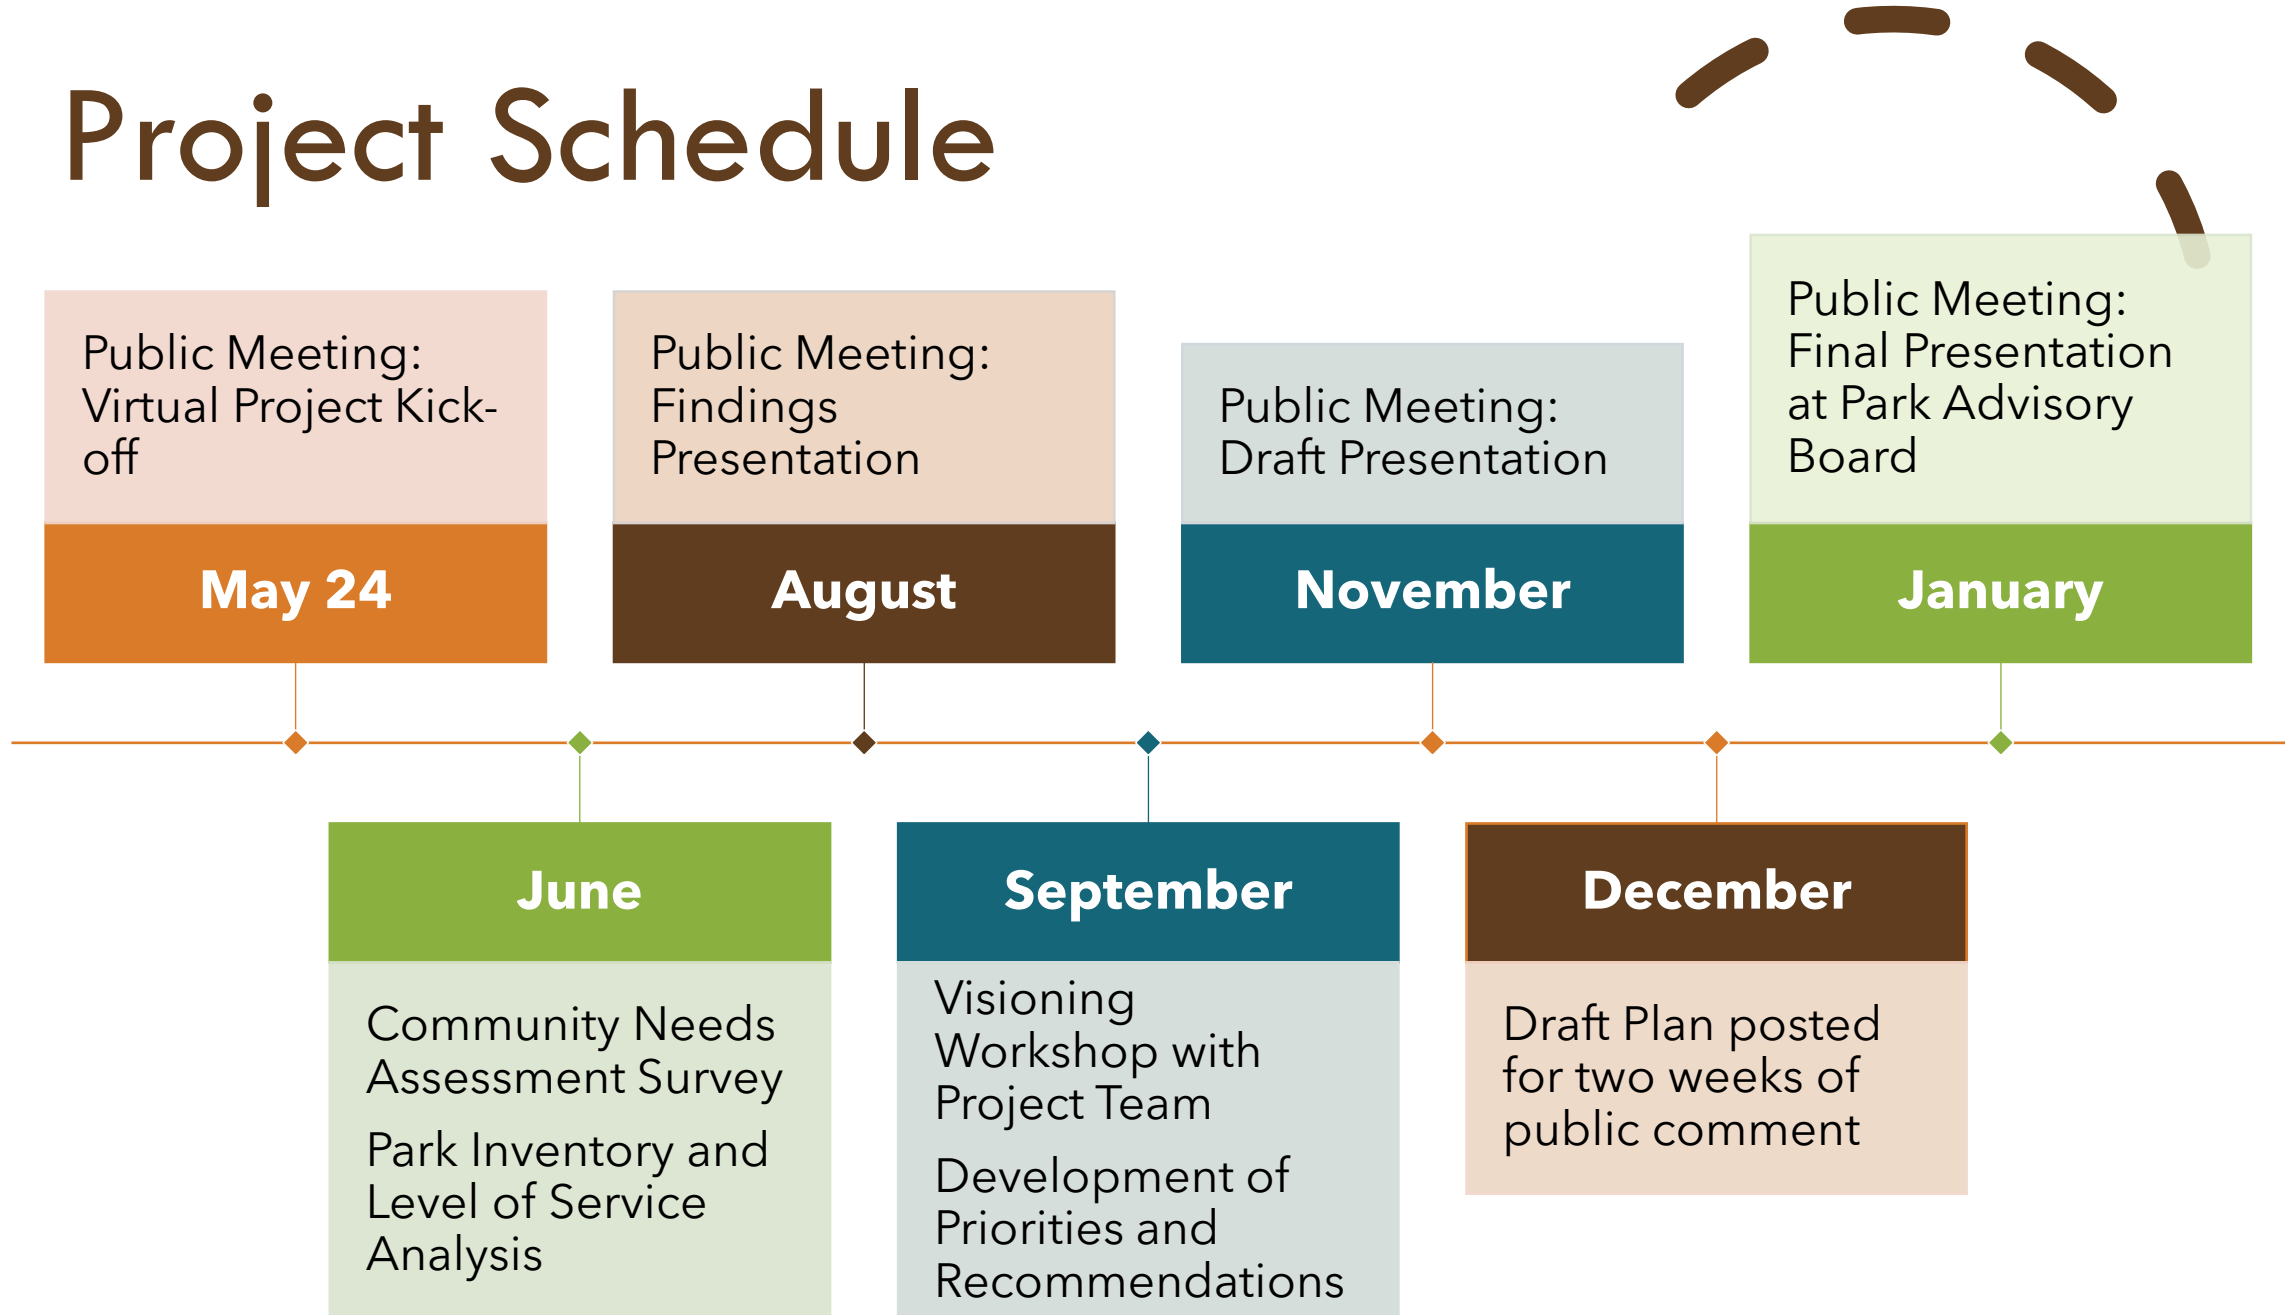 Project Schedule
Public Meeting:
Virtual Project Kick-
off
May 24
Public Meeting:
Findings
Presentation
August
Public Meeting:
Draft Presentation
November
Public Meeting:
Final Presentation
at Park Advisory
Board
January
June
Community Needs
Assessment Survey
Park Inventory and
Level of Service
Analysis
September
Visioning
Workshop with
Project Team
Development of
Priorities and
Recommendations
December
Draft Plan posted
for two weeks of
public comment